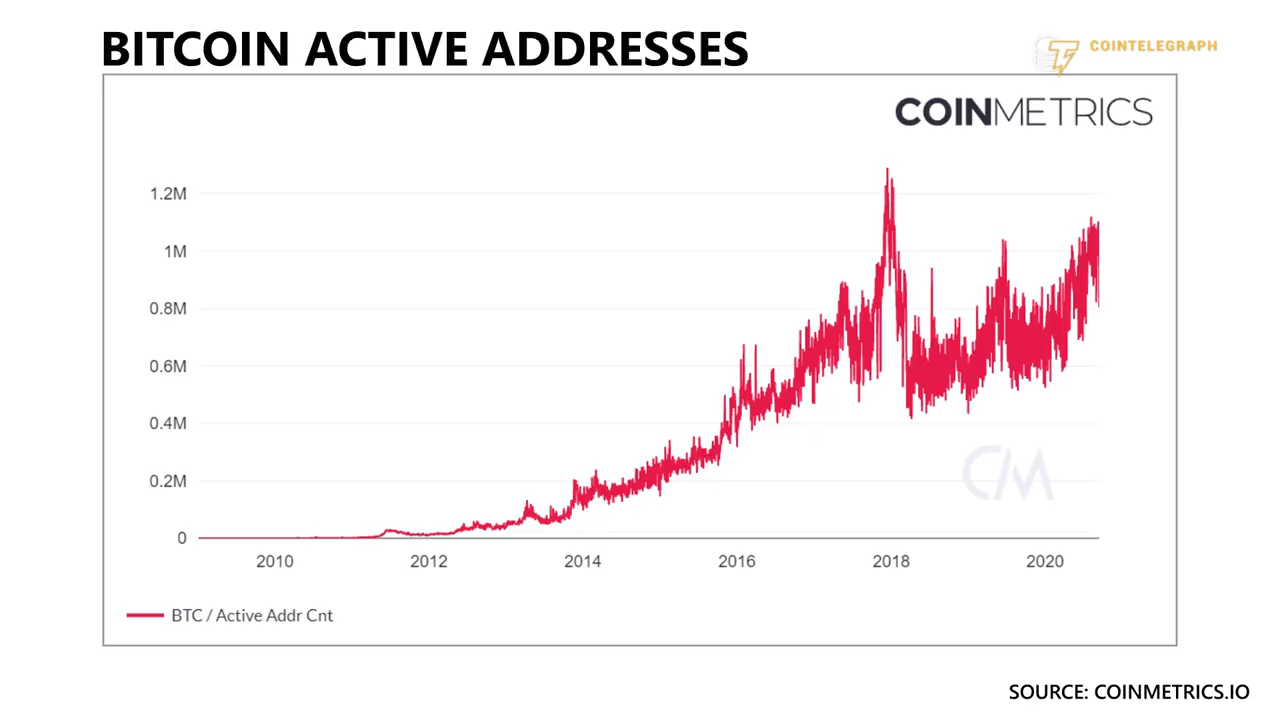 BITCOIN ACTIVE ADDRESSES
COINTELEGRAPH
COINMETRICS
1.2M
1M
0.8M
0.6M
0.4M
0.2M
0
CM
2010 2012 2014 2016 2018 2020
BTC / Active Addr Cnt
SOURCE: COINMETRICS.IO